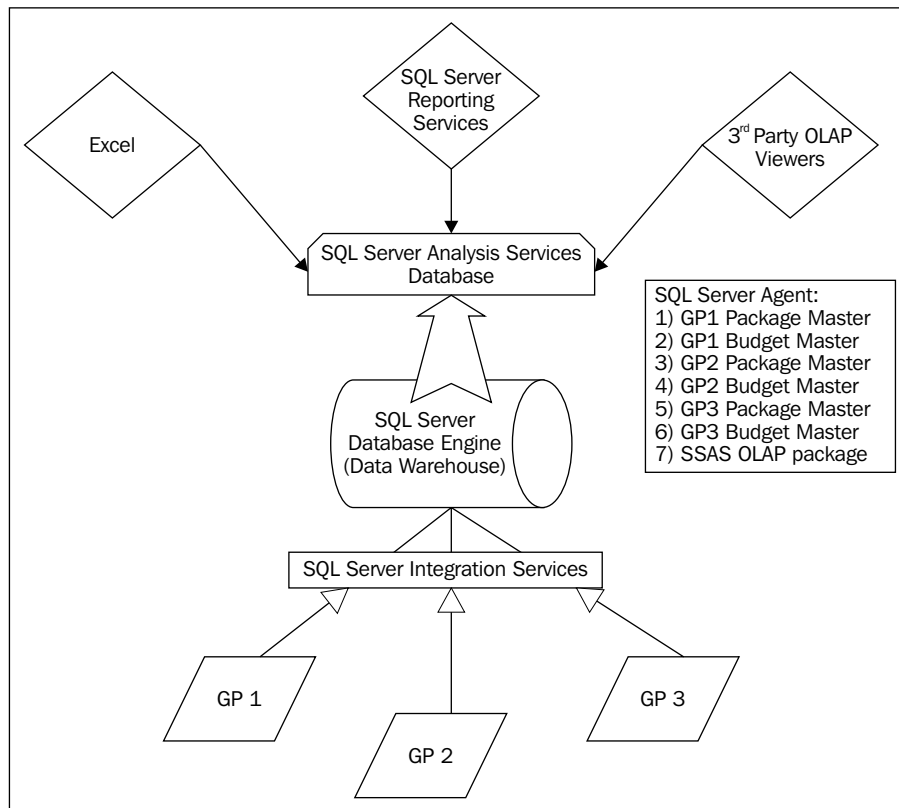 SQL Server
Reporting
Services
Excel
3rd Party OLAP
Viewers
SQL Server Analysis Services
Database
SQL Server Agent:
1) GP1 Package Master
2) GP1 Budget Master
3) GP2 Package Master
4) GP2 Budget Master
5) GP3 Package Master
6) GP3 Budget Master
7) SSAS OLAP package
SQL Server
Database Engine
(Data Warehouse)
SQL Server Integration Services
GP 1
GP 2
GP 3